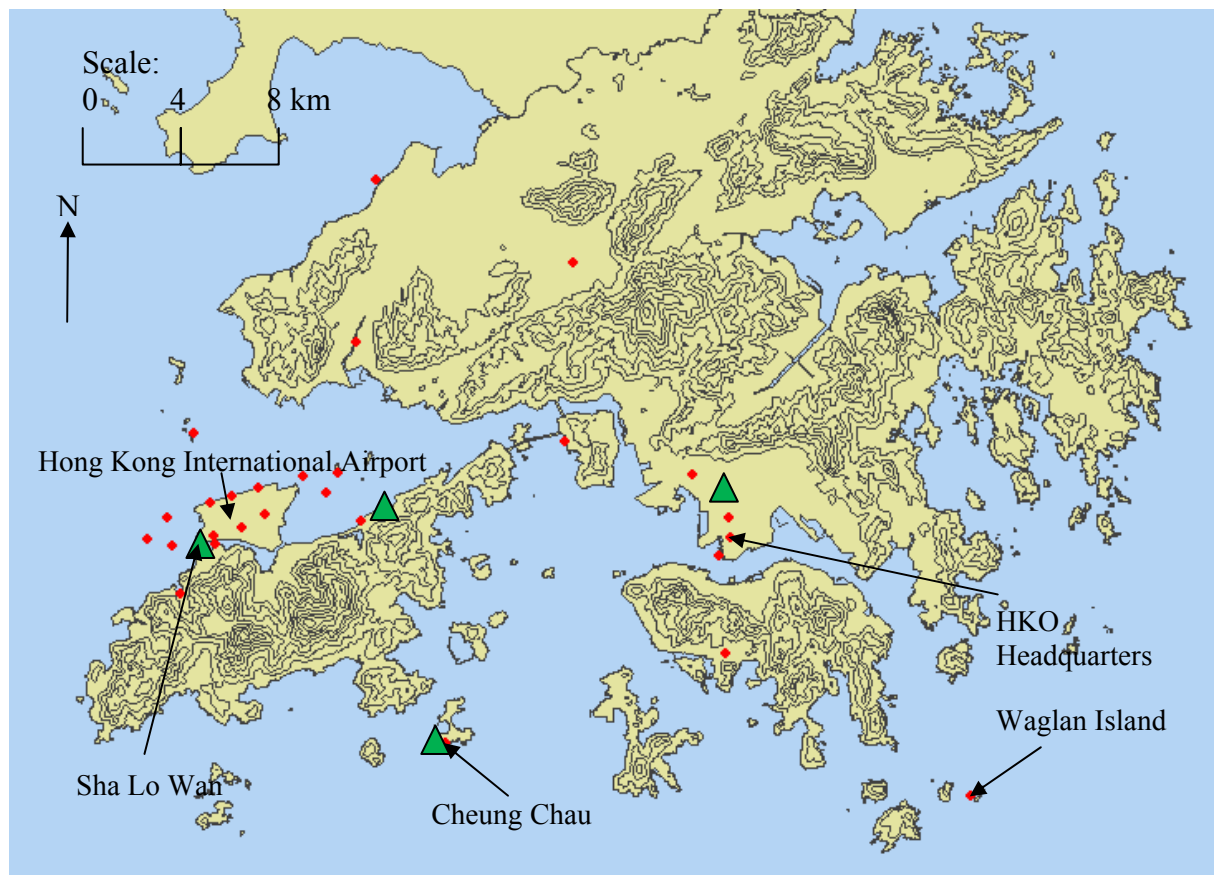 Scale:
0 4 8 km
N
Hong Kong International Airport
HKO
Headquarters
Waglan Island
Sha Lo Wan
Cheung Chau